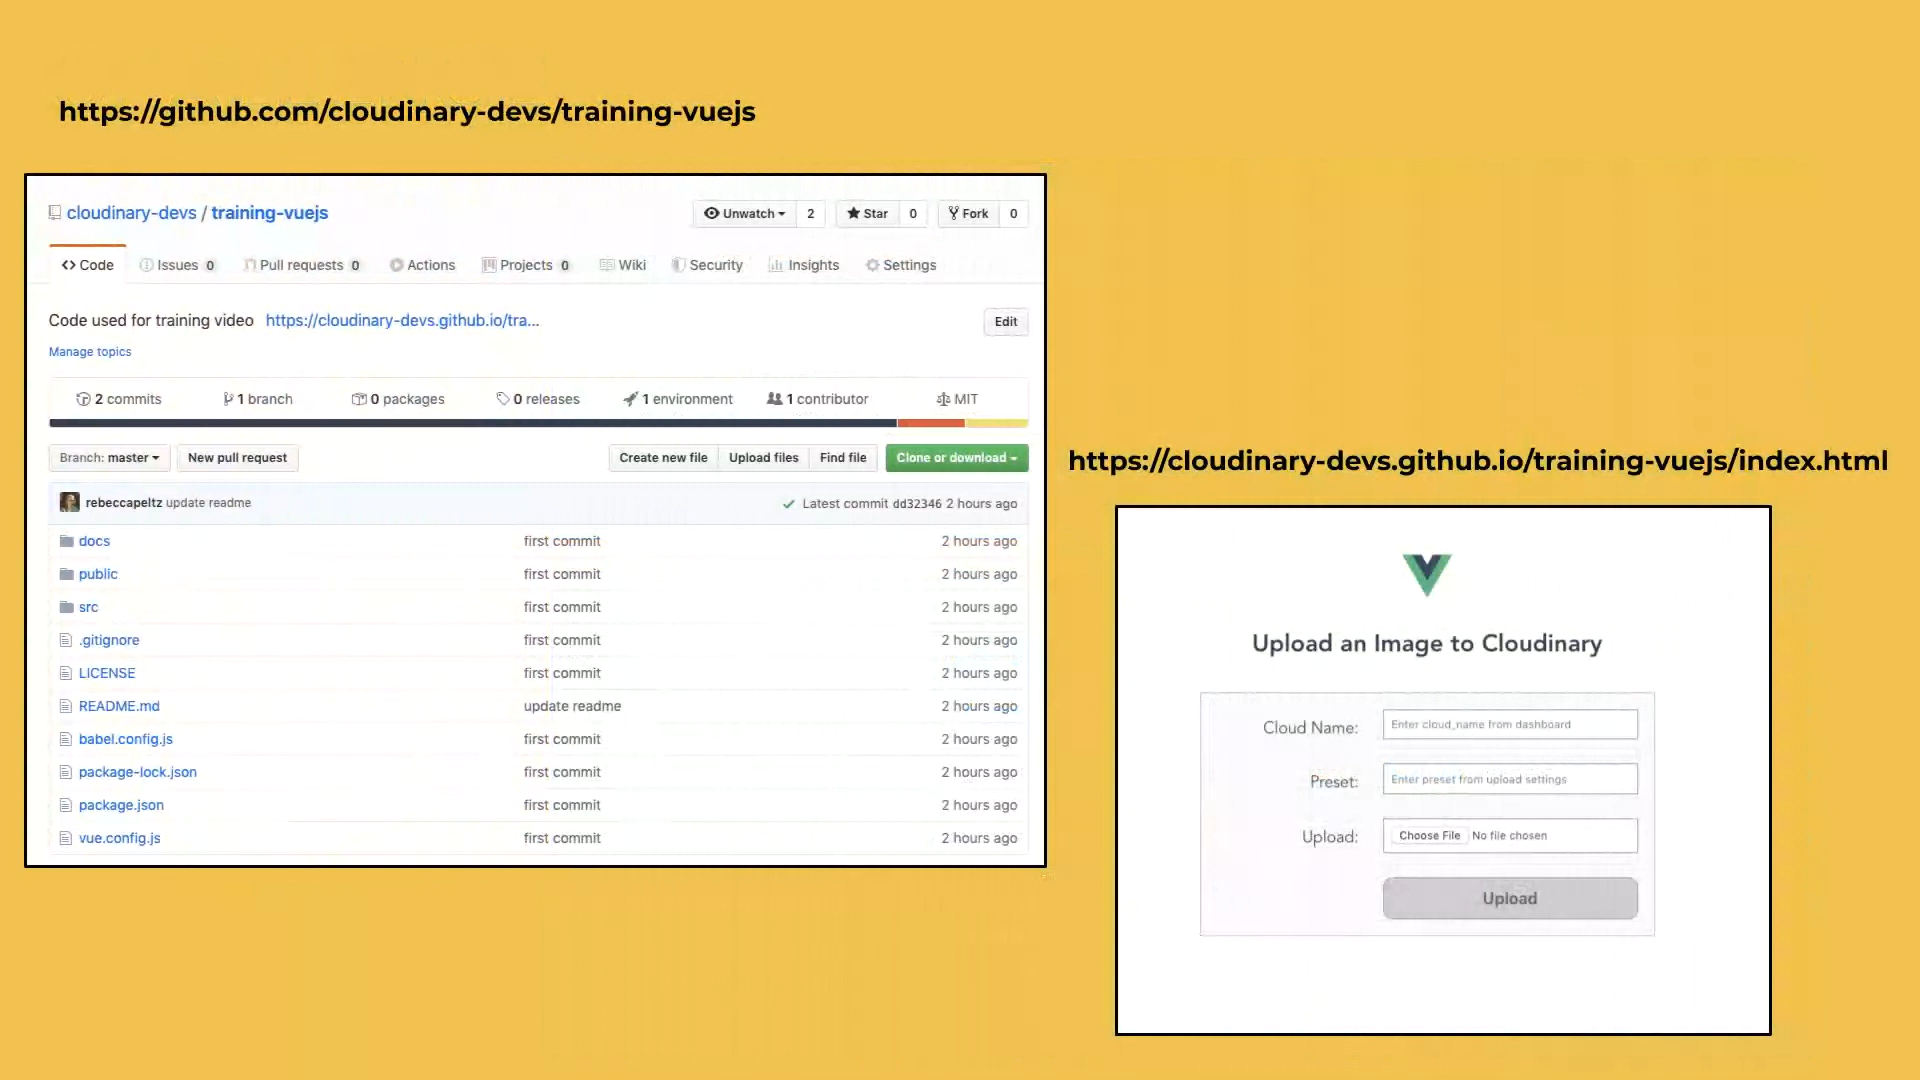 https://github.com/cloudinary-devs/training-vuejs
cloudinary-devs / training-vuejs
Unwatch 2 Star 0 Fork 0
Code Issues 0 Pull requests 0 Actions Projects 0 Wiki Security Insights Settings
Code used for training video https://cloudinary-devs.github.io/tra...
Edit
Manage topics
2 commits 1 branch 0 packages 0 releases 1 environment 1 contributor MIT
Branch: master New pull request Create new file Upload files Find file Clone or download
rebeccapeltz update readme Latest commit dd32346 2 hours ago
docs first commit 2 hours ago
public first commit 2 hours ago
src first commit 2 hours ago
.gitignore first commit 2 hours ago
LICENSE first commit 2 hours ago
README.md update readme 2 hours ago
babel.config.js first commit 2 hours ago
package-lock.json first commit 2 hours ago
package.json first commit 2 hours ago
vue.config.js first commit 2 hours ago
https://cloudinary-devs.github.io/training-vuejs/index.html
Upload an Image to Cloudinary
Cloud Name: Enter cloud_name from dashboard
Preset: Enter preset from upload settings
Upload: Choose File No file chosen
Upload